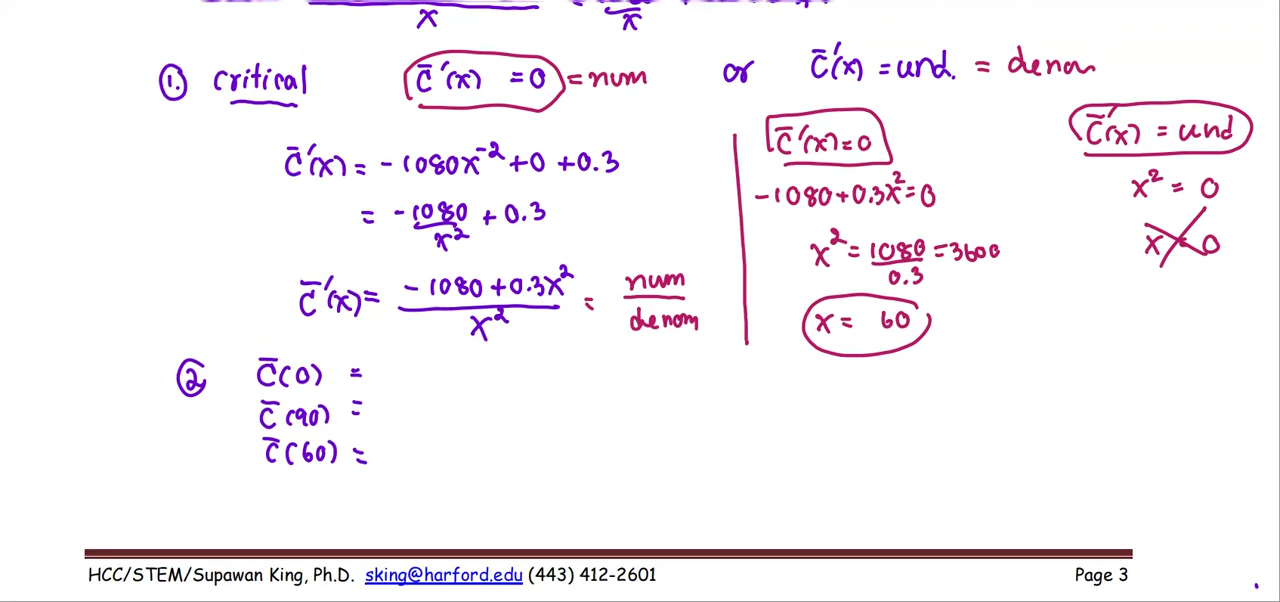 x x
① critical C̄'(x) = 0 = num or C̄'(x) = und. = denom
C̄'(x) = -1080x⁻² + 0 + 0.3
= -1080/x² + 0.3
C̄'(x) = (-1080 + 0.3x²)/x² = num/denom
C̄'(x) = 0
-1080 + 0.3x² = 0
x² = 1080/0.3 = 3600
x = 60
C̄'(x) = und
x² = 0
x = 0
② C̄(0) =
C̄(90) =
C̄(60) =
HCC/STEM/Supawan King, Ph.D. sking@harford.edu (443) 412-2601 Page 3